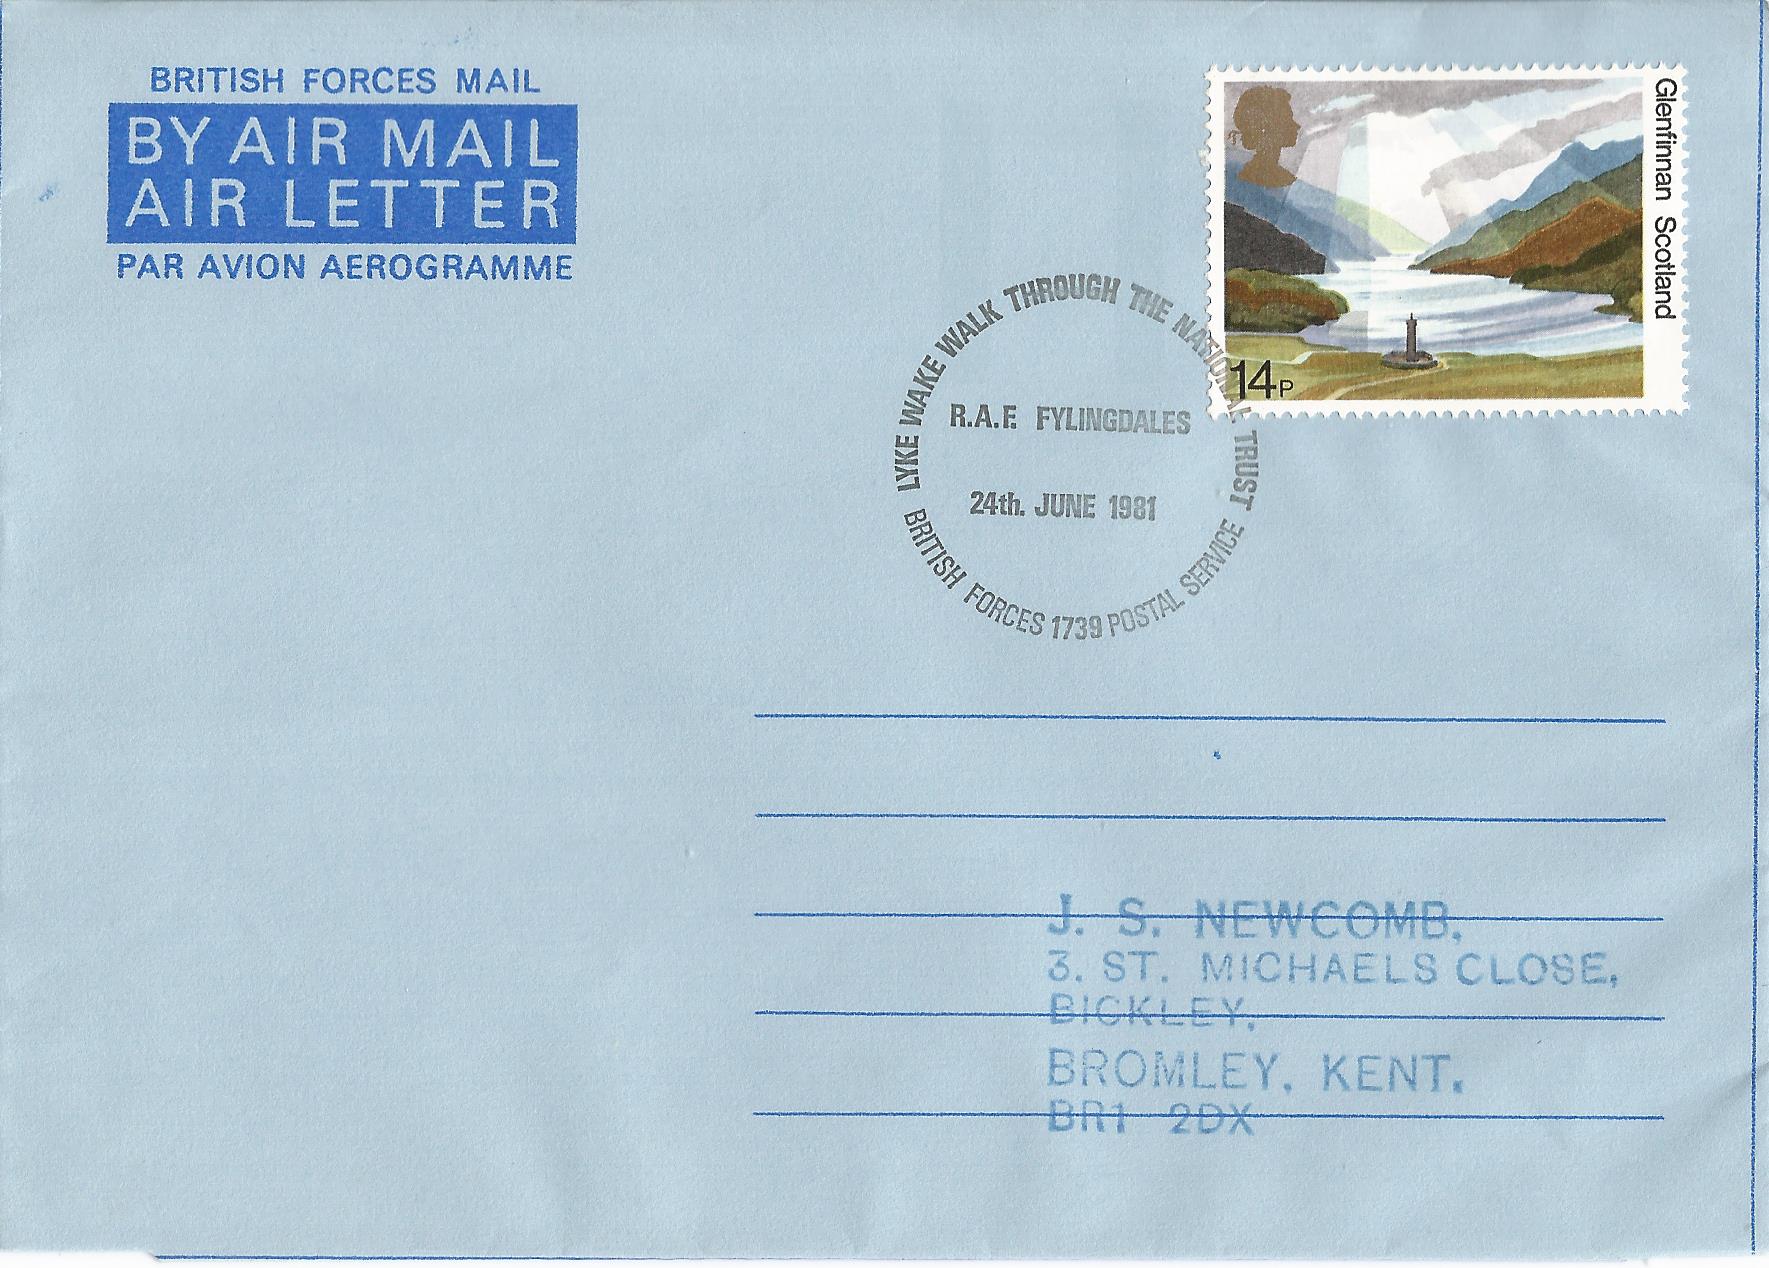 BRITISH FORCES MAIL
BY AIR MAIL
AIR LETTER
PAR AVION AEROGRAMME
Glenfinnan Scotland
14P
LYKE WAKE WALK THROUGH THE NATIONAL TRUST
R.A.F. FYLINGDALES
24th. JUNE 1981
BRITISH FORCES 1739 POSTAL SERVICE
J. S. NEWCOMB.
3. ST. MICHAELS CLOSE,
BICKLEY,
BROMLEY, KENT.
BR1 2DX